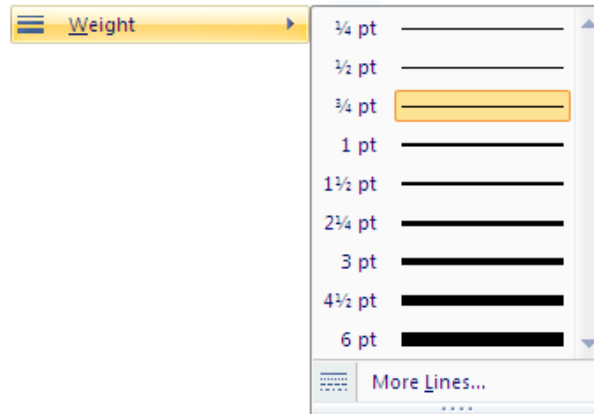 Weight
¼ pt
½ pt
¾ pt
1 pt
1½ pt
2¼ pt
3 pt
4½ pt
6 pt
More Lines...